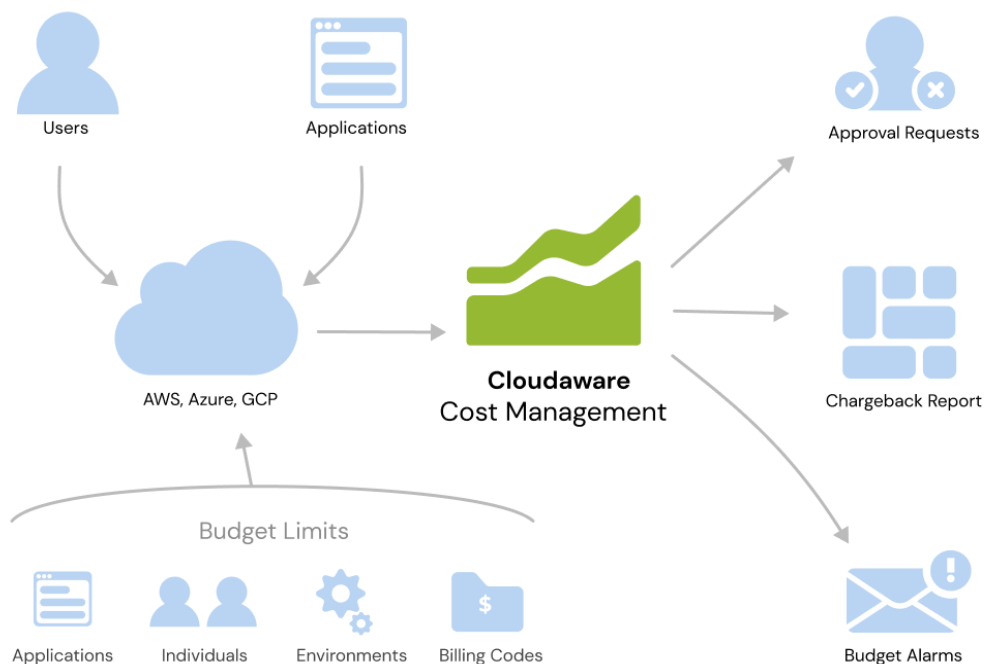 Users
Applications
Approval Requests
AWS, Azure, GCP
Cloudaware
Cost Management
Chargeback Report
Budget Limits
Applications
Individuals
Environments
$
Billing Codes
!
Budget Alarms